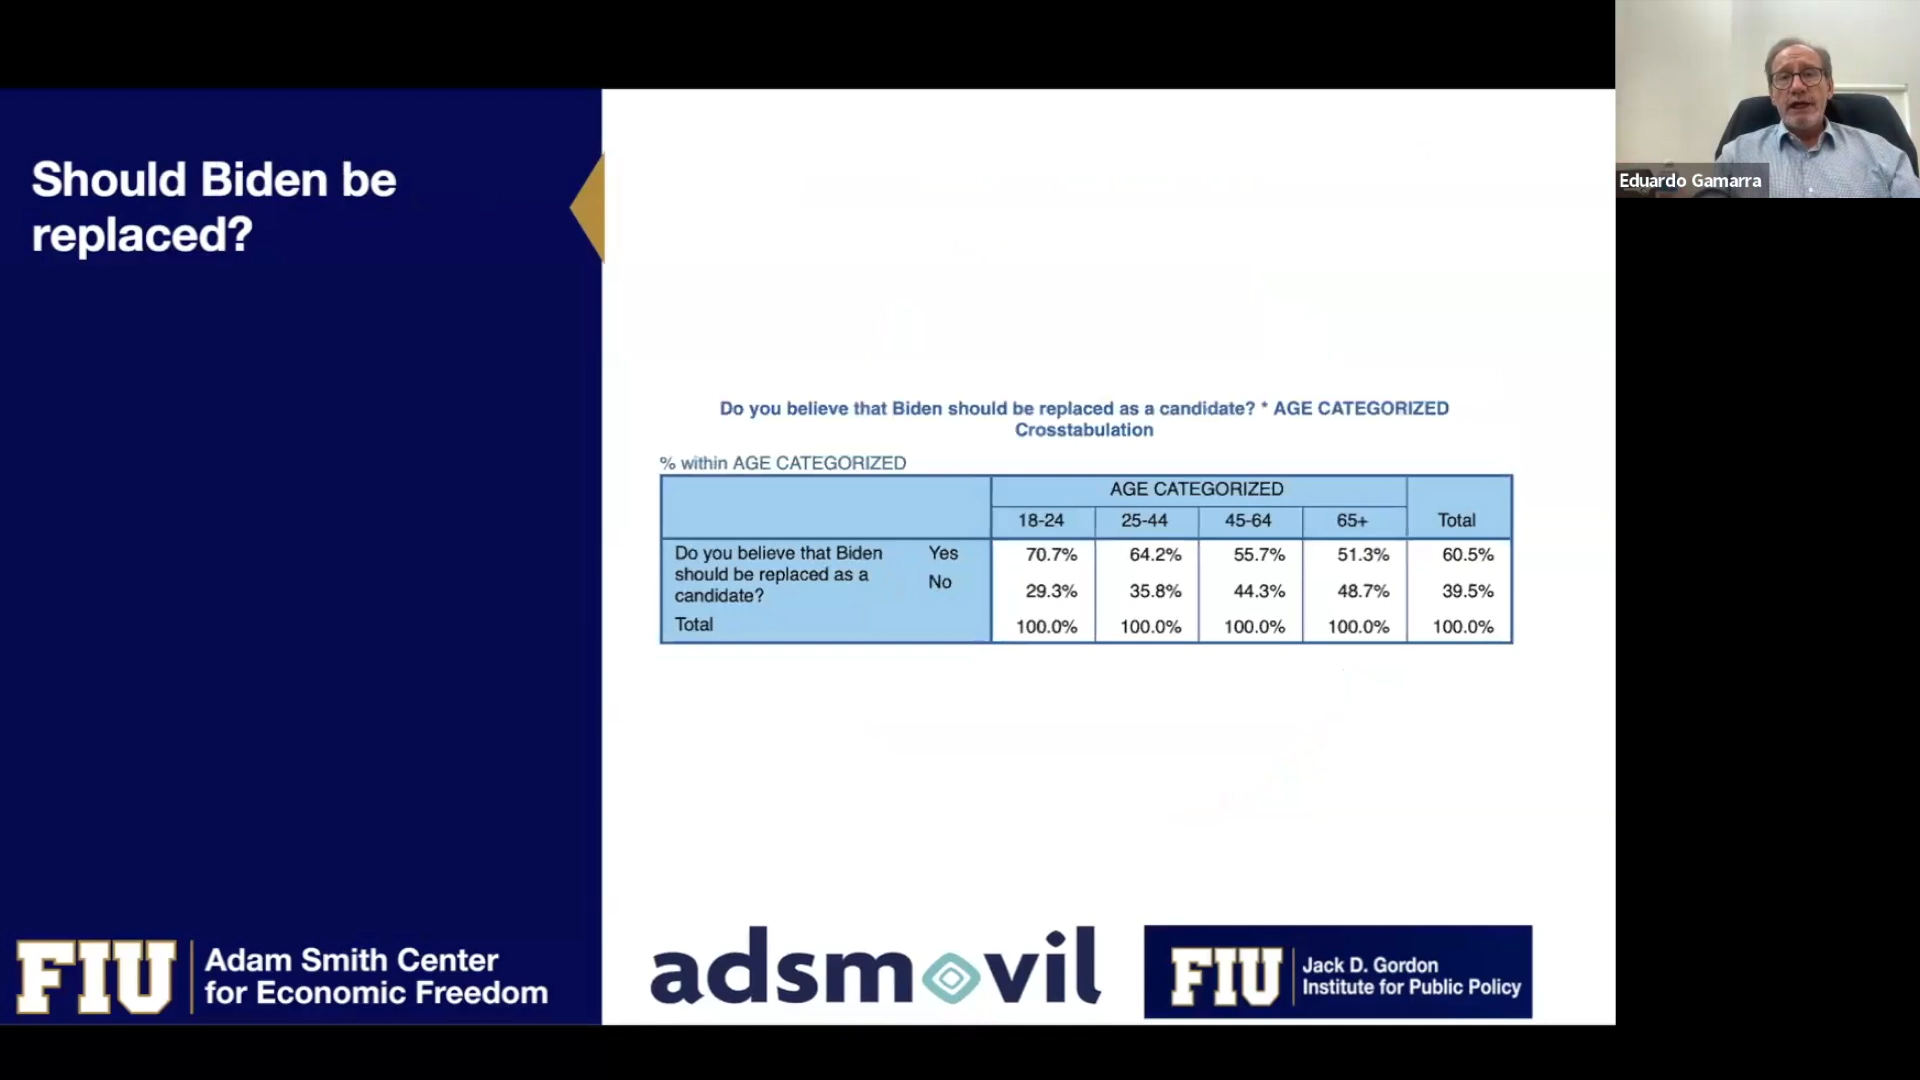 Should Biden be
replaced?
Eduardo Gamarra
Do you believe that Biden should be replaced as a candidate? * AGE CATEGORIZED
Crosstabulation
% within AGE CATEGORIZED
AGE CATEGORIZED
18-24 25-44 45-64 65+ Total
Do you believe that Biden
should be replaced as a
candidate?
Yes 70.7% 64.2% 55.7% 51.3% 60.5%
No 29.3% 35.8% 44.3% 48.7% 39.5%
Total 100.0% 100.0% 100.0% 100.0% 100.0%
FIU
Adam Smith Center
for Economic Freedom
adsmovil
FIU
Jack D. Gordon
Institute for Public Policy